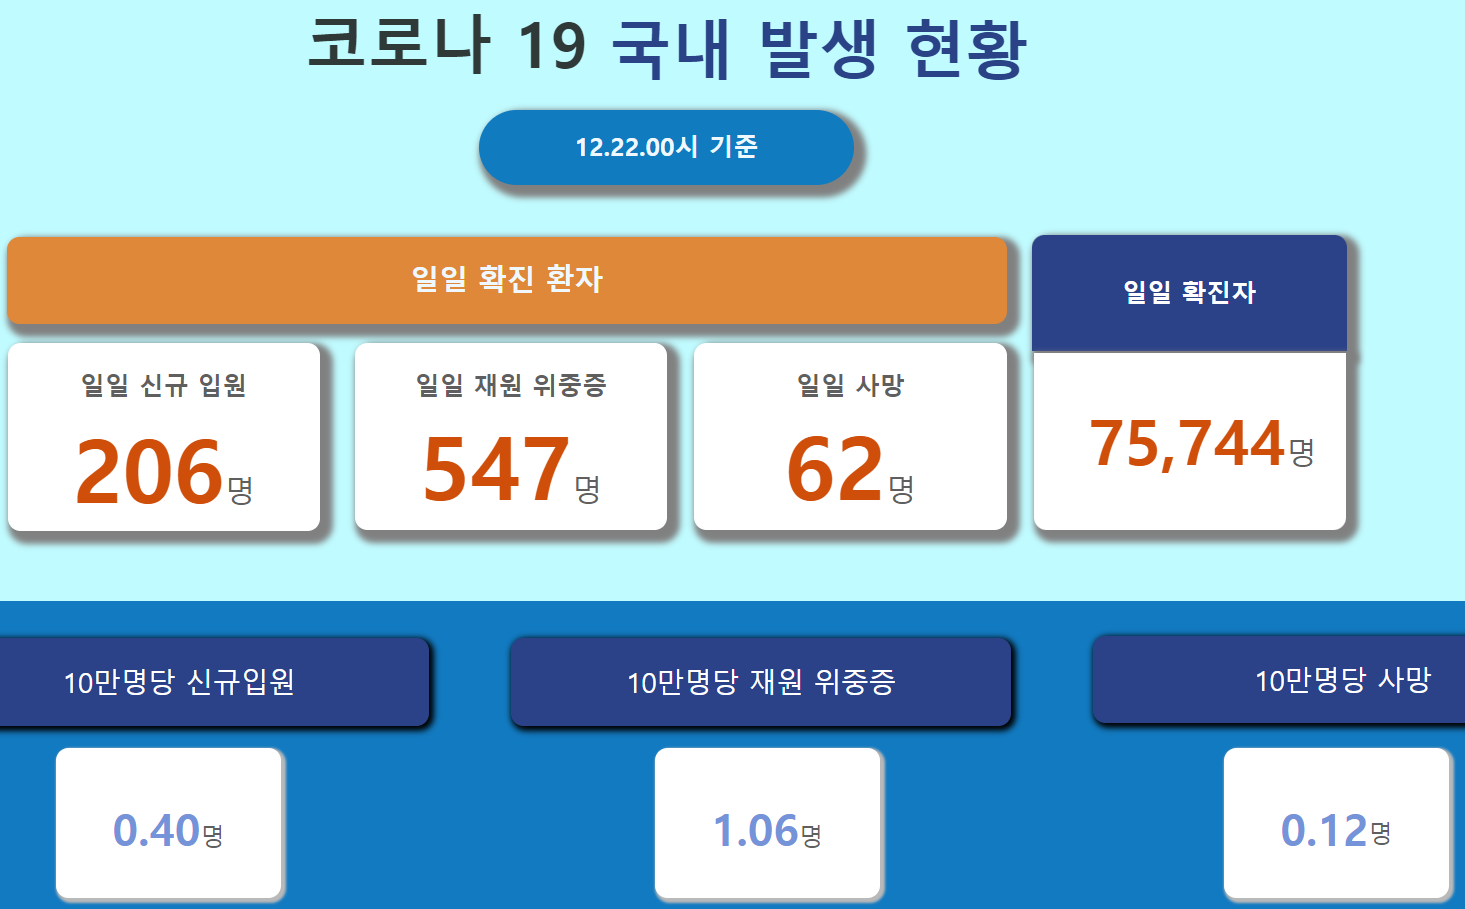 코로나 19 국내 발생 현황
12.22.00시 기준
일일 확진 환자
일일 확진자
일일 신규 입원
206명
일일 재원 위중증
547명
일일 사망
62명
75,744명
10만명당 신규입원
10만명당 재원 위중증
10만명당 사망
0.40명
1.06명
0.12명